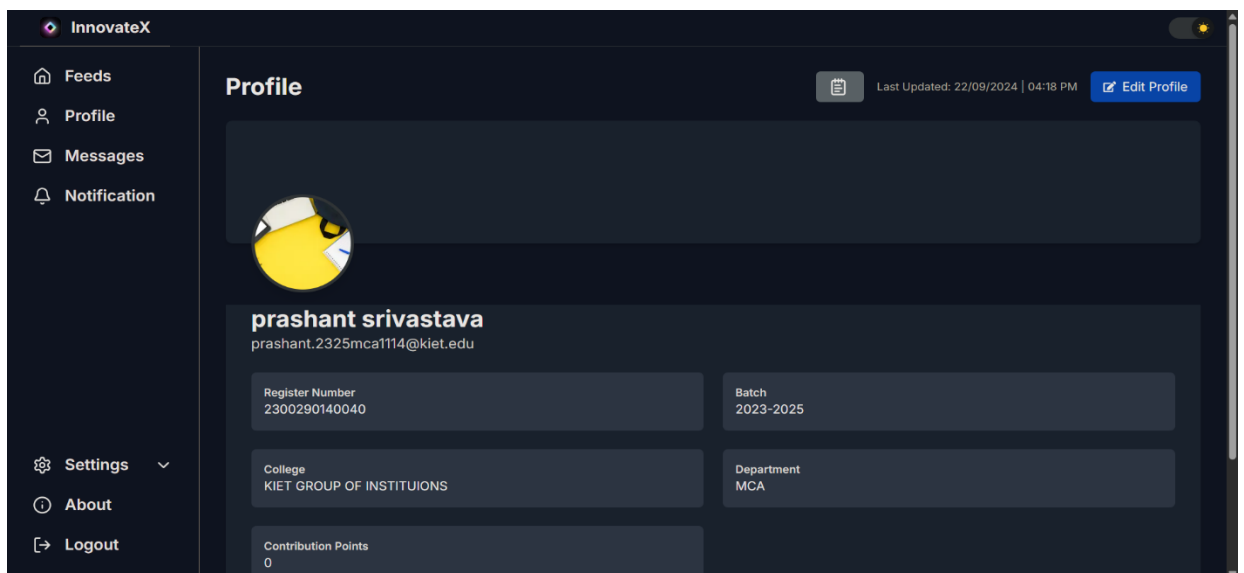 InnovateX
Feeds
Profile
Messages
Notification
Settings
About
Logout
Profile
Last Updated: 22/09/2024 | 04:18 PM
Edit Profile
prashant srivastava
prashant.2325mca1114@kiet.edu
Register Number
2300290140040
Batch
2023-2025
College
KIET GROUP OF INSTITUIONS
Department
MCA
Contribution Points
0